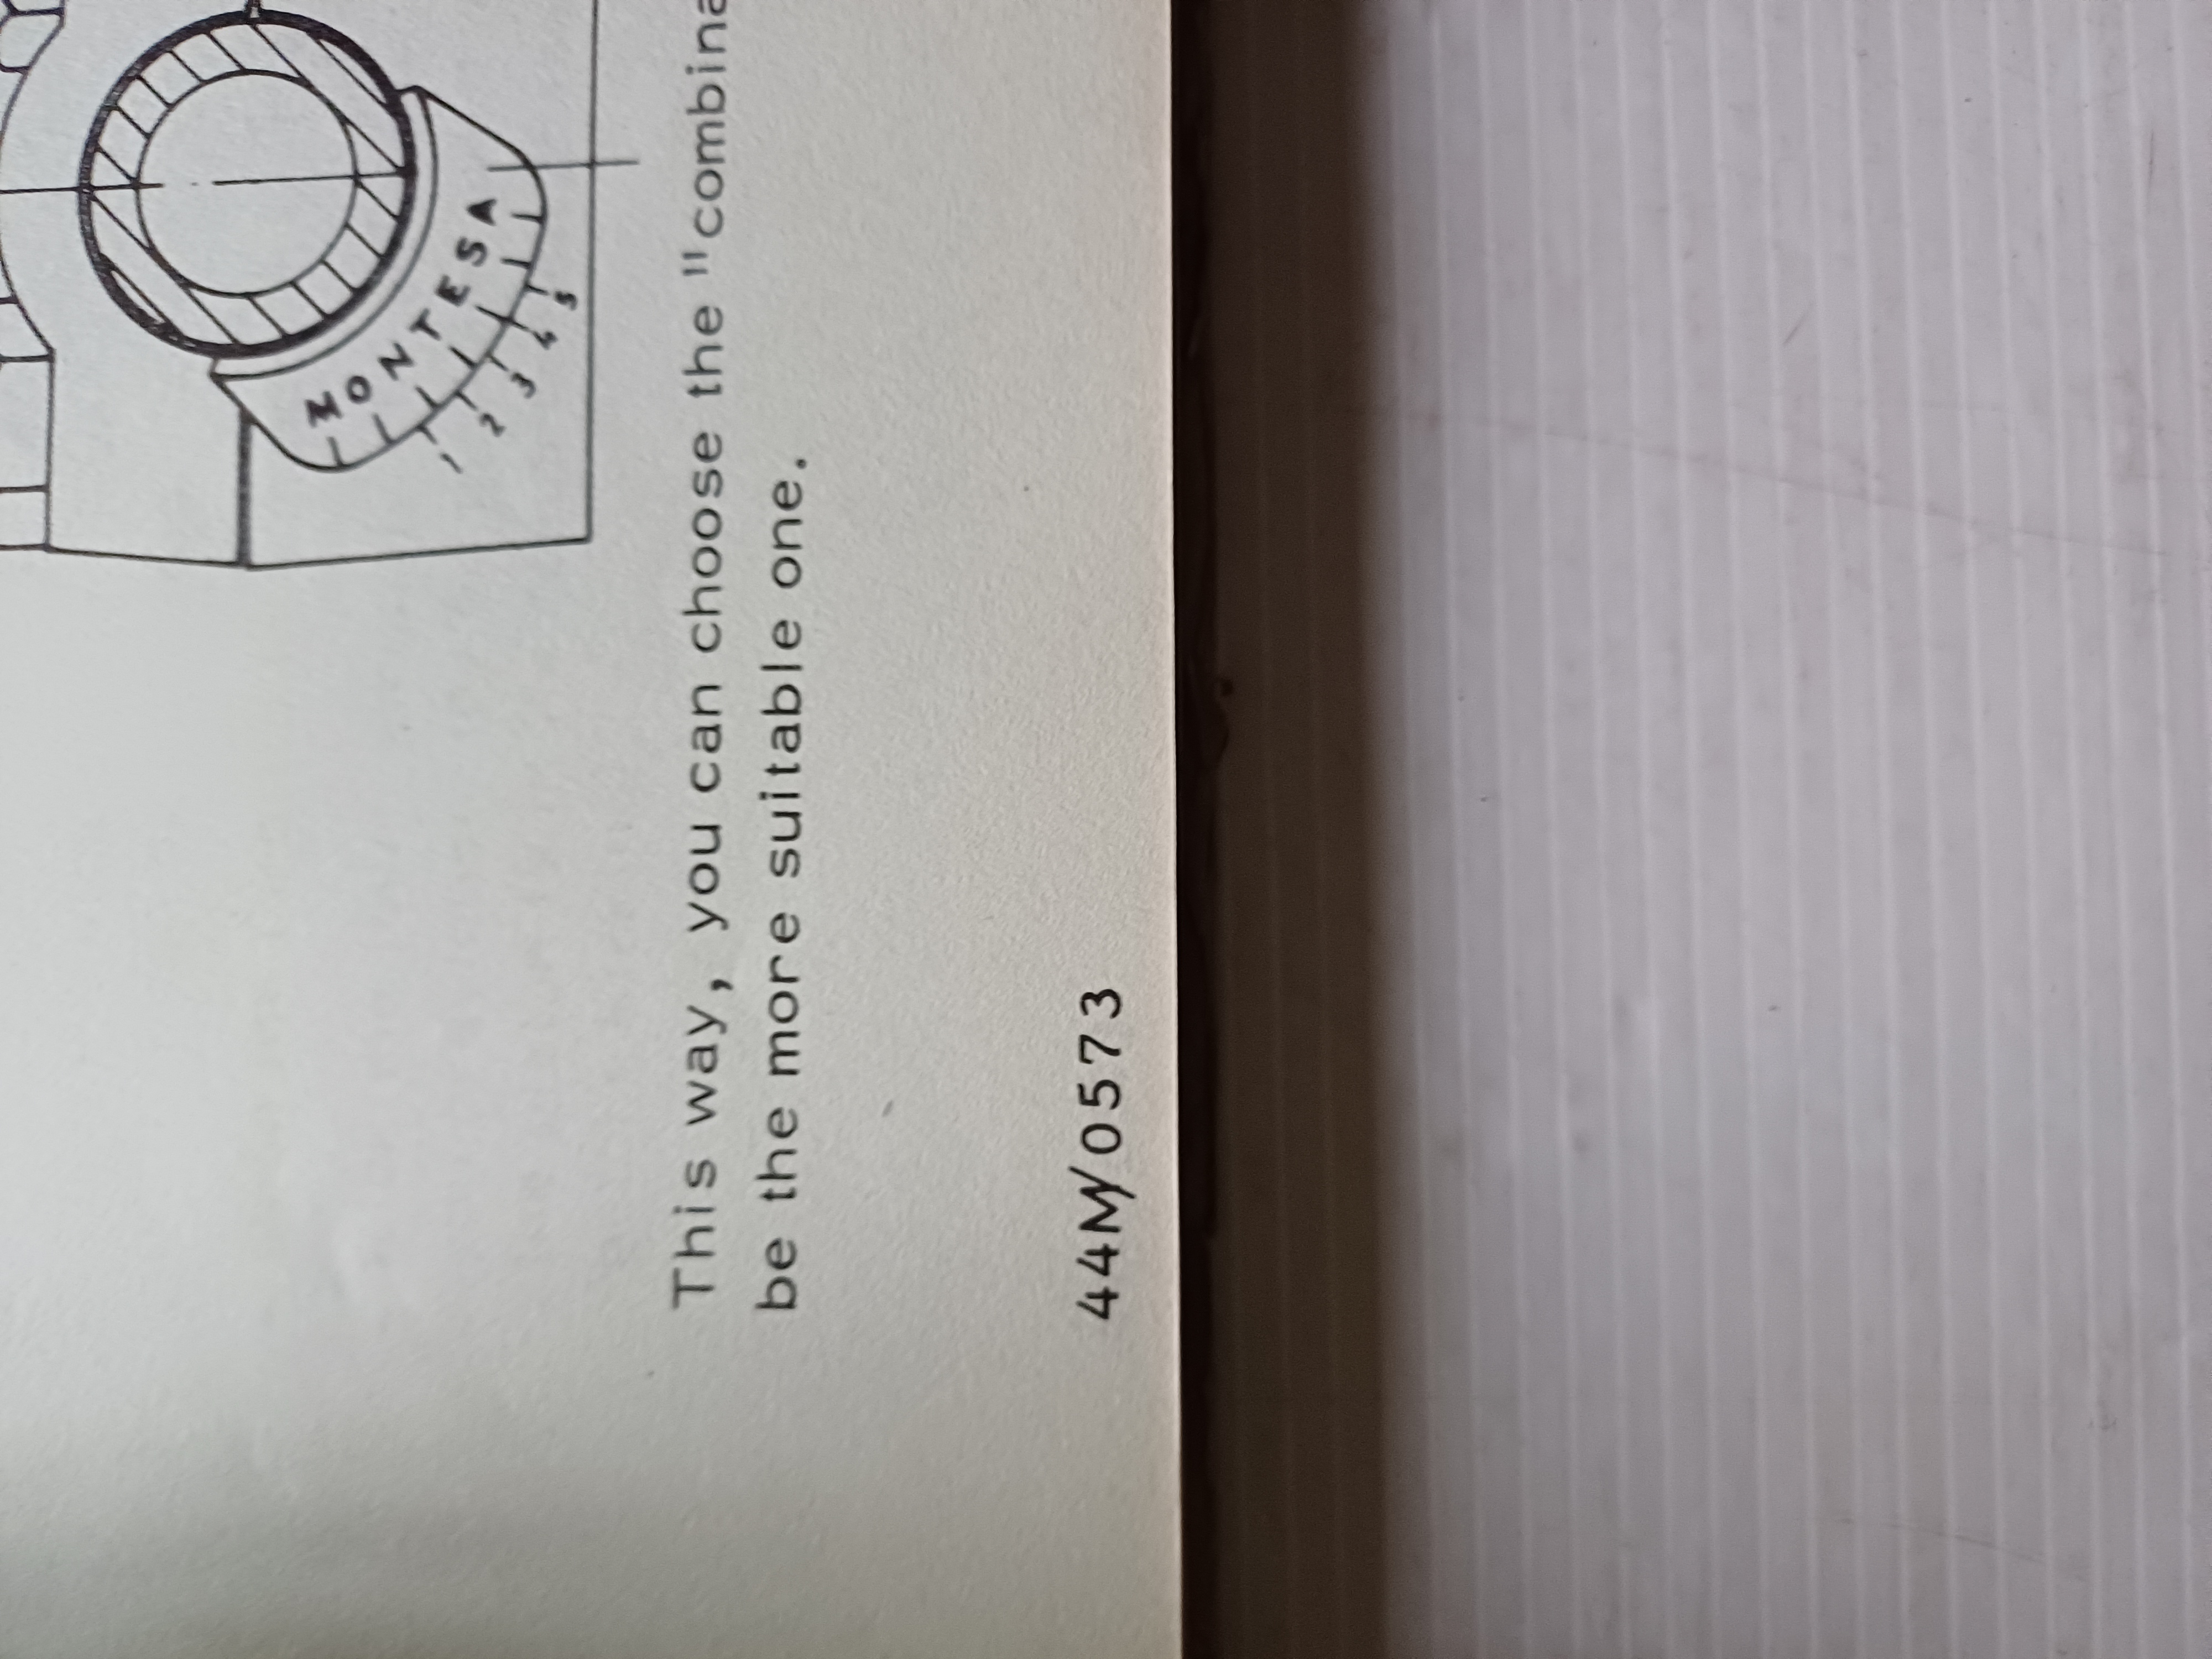 MONTESA
1 2 3 4 5
This way, you can choose the "combina
be the more suitable one.
44M/0573